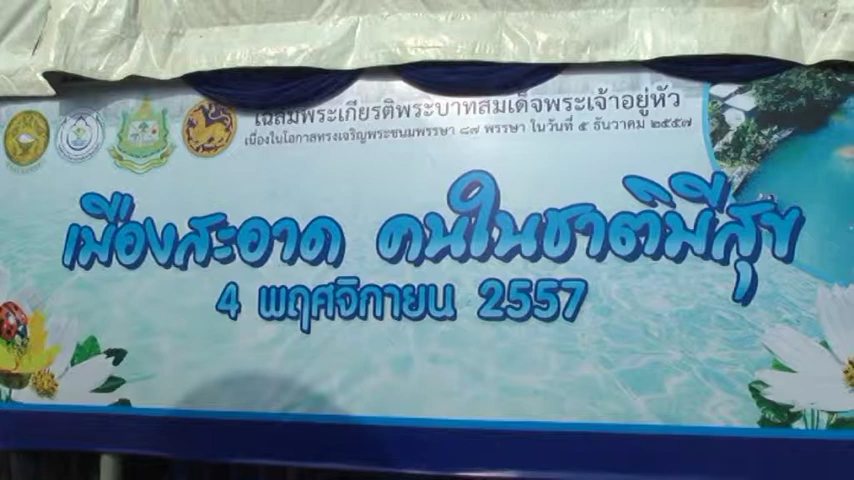 เฉลิมพระเกียรติพระบาทสมเด็จพระเจ้าอยู่หัว
เนื่องในโอกาสทรงเจริญพระชนมพรรษา ๘๗ พรรษา ในวันที่ ๕ ธันวาคม ๒๕๕๗
เมืองสะอาด คนในชาติมีสุข
4 พฤศจิกายน 2557